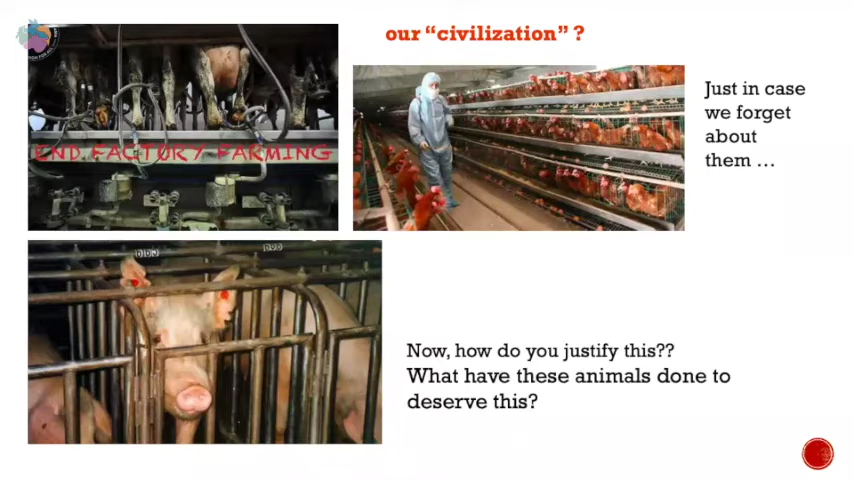 our “civilization” ?
END FACTORY FARMING
Just in case
we forget
about
them …
Now, how do you justify this??
What have these animals done to
deserve this?